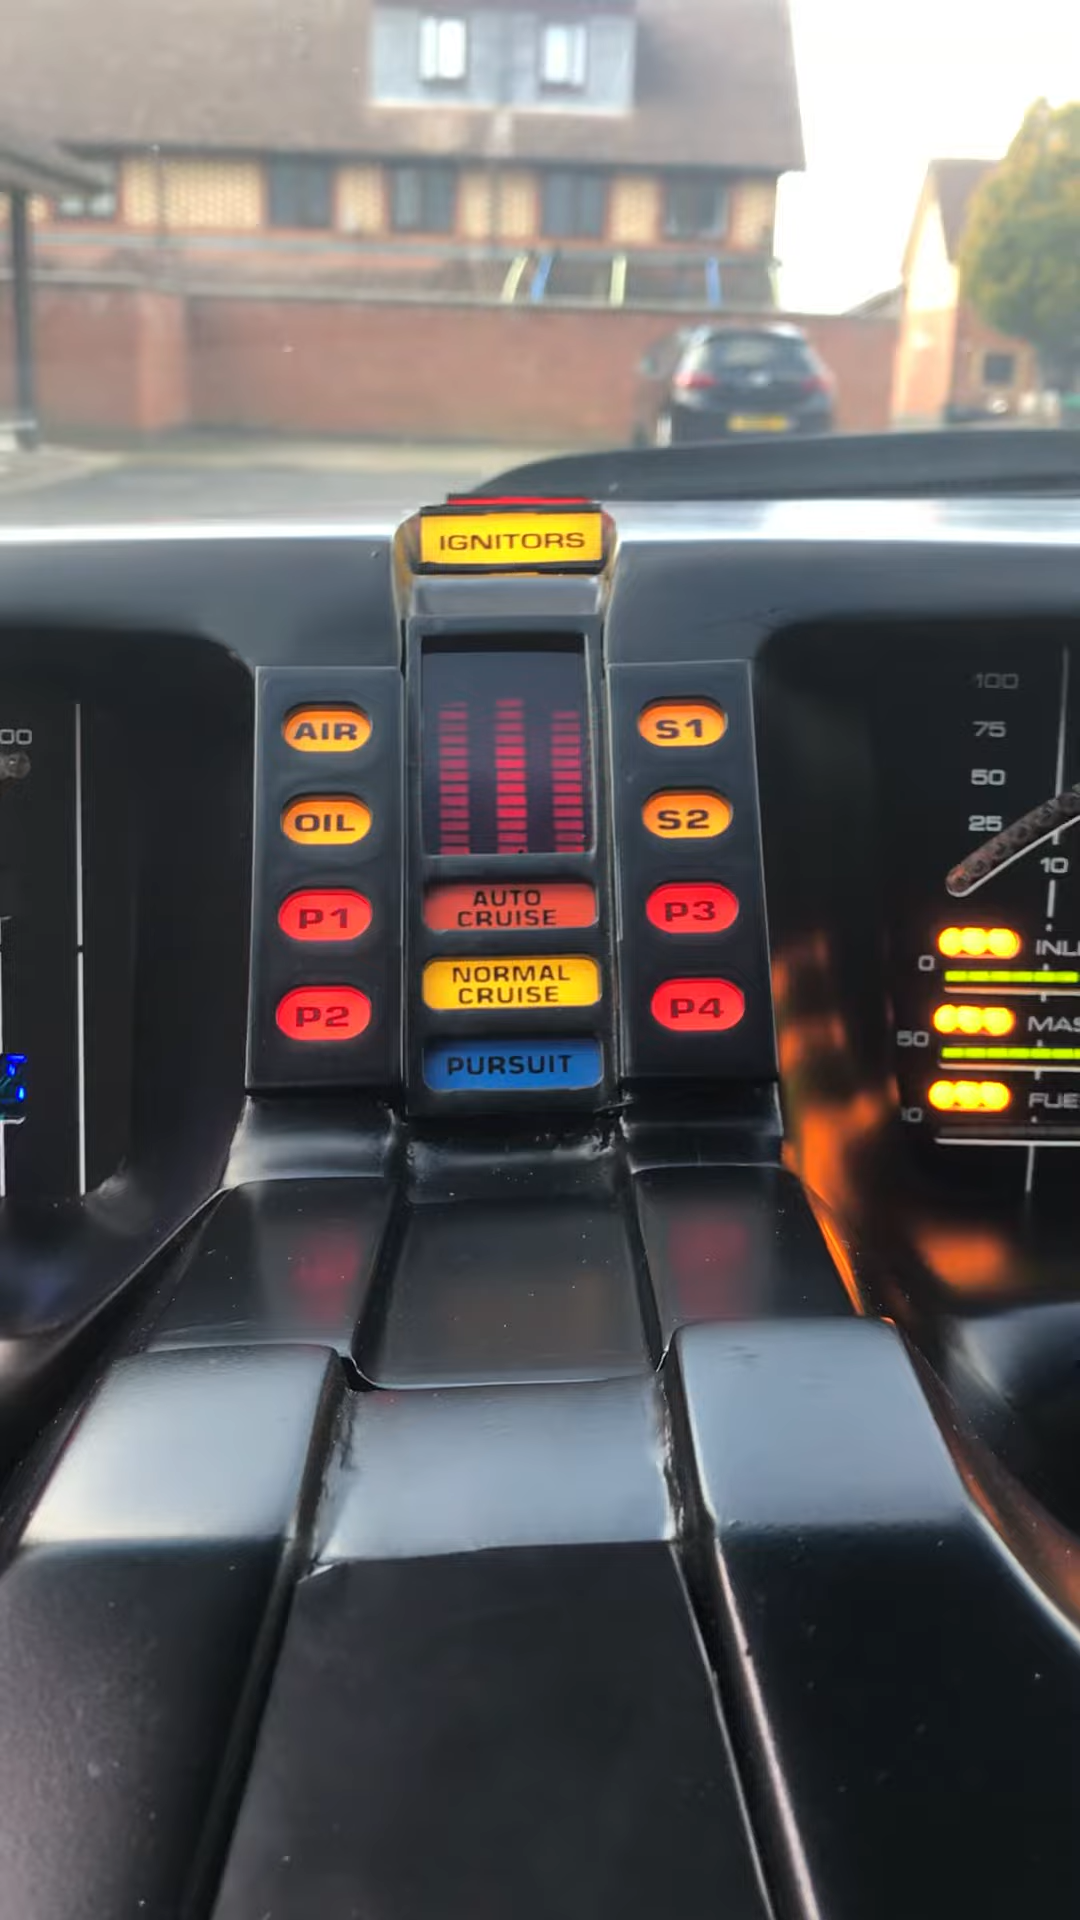 IGNITORS
AIR
OIL
P1
P2
AUTO
CRUISE
NORMAL
CRUISE
PURSUIT
S1
S2
P3
P4
00
100
75
50
25
10
0
INL
50
MAS
FUE